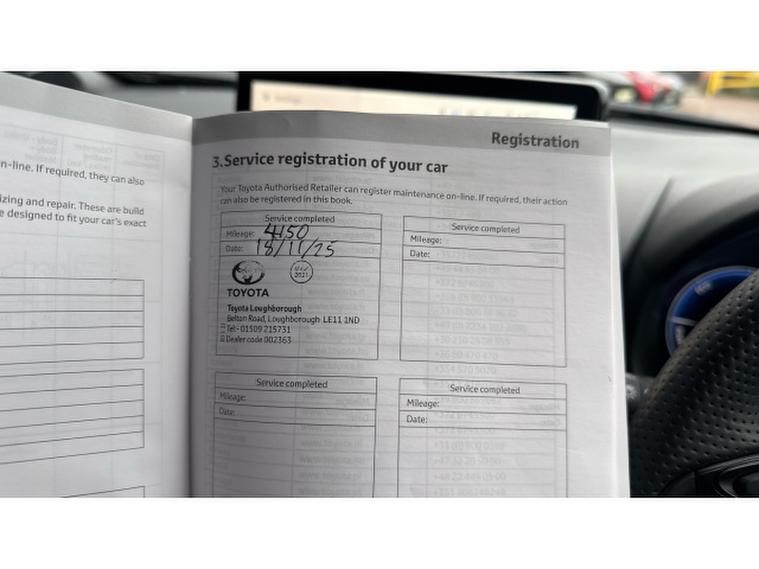 n-line. If required, they can also
izing and repair. These are build
e designed to fit your car's exact
Registration
3.Service registration of your car
Your Toyota Authorised Retailer can register maintenance on-line. If required, their action
can also be registered in this book.
Service completed
Mileage: 4150
Date: 18/11/25
TOYOTA
Toyota Loughborough
Belton Road, Loughborough LE11 1ND
Tel:- 01509 215731
Dealer code 002363
Service completed
Mileage:
Date:
Service completed
Mileage:
Date:
Service completed
Mileage:
Date: